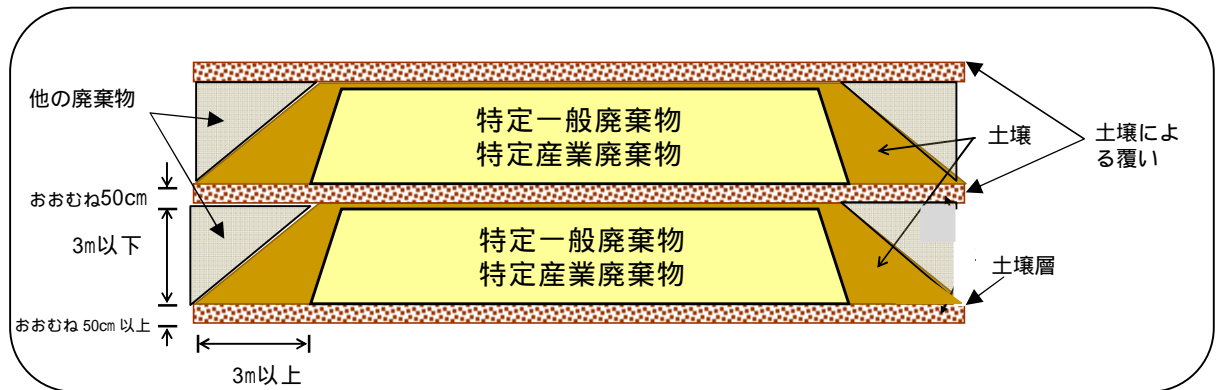 他の廃棄物
特定一般廃棄物
特定産業廃棄物
土壌
土壌によ
る覆い
おおむね50cm
3m以下
特定一般廃棄物
特定産業廃棄物
土壌層
おおむね 50cm 以上
3m以上